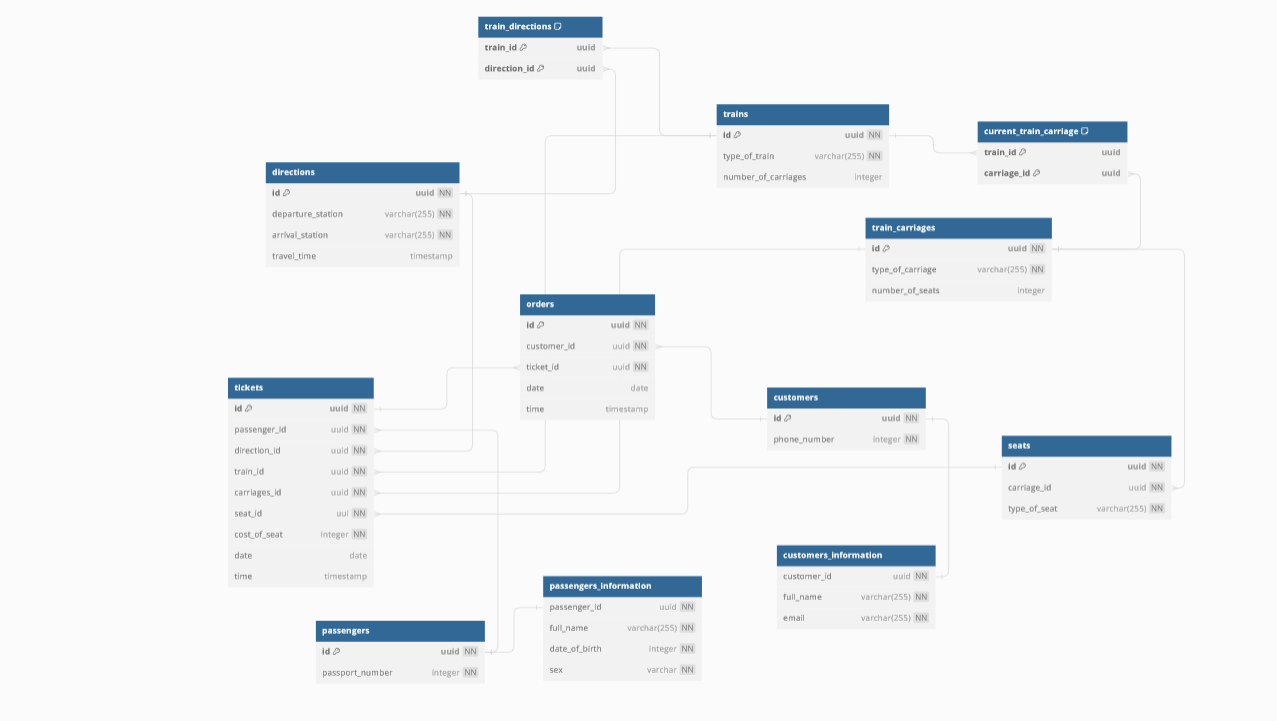 train_directions
train_id uuid
direction_id uuid
trains
id uuid NN
type_of_train varchar(255) NN
number_of_carriages integer
current_train_carriage
train_id uuid
carriage_id uuid
directions
id uuid NN
departure_station varchar(255) NN
arrival_station varchar(255) NN
travel_time timestamp
train_carriages
id uuid NN
type_of_carriage varchar(255) NN
number_of_seats integer
orders
id uuid NN
customer_id uuid NN
ticket_id uuid NN
date date
time timestamp
tickets
id uuid NN
passenger_id uuid NN
direction_id uuid NN
train_id uuid NN
carriages_id uuid NN
seat_id uui NN
cost_of_seat integer NN
date date
time timestamp
customers
id uuid NN
phone_number integer NN
seats
id uuid NN
carriage_id uuid NN
type_of_seat varchar(255) NN
customers_information
customer_id uuid NN
full_name varchar(255) NN
email varchar(255) NN
passengers_information
passenger_id uuid NN
full_name varchar(255) NN
date_of_birth integer NN
sex varchar NN
passengers
id uuid NN
passport_number integer NN